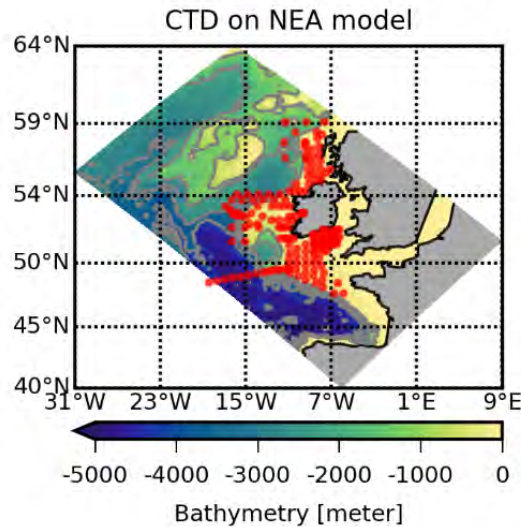 CTD on NEA model
64°N
59°N
54°N
50°N
45°N
40°N
31°W 23°W 15°W 7°W 1°E 9°E
-5000 -4000 -3000 -2000 -1000 0
Bathymetry [meter]